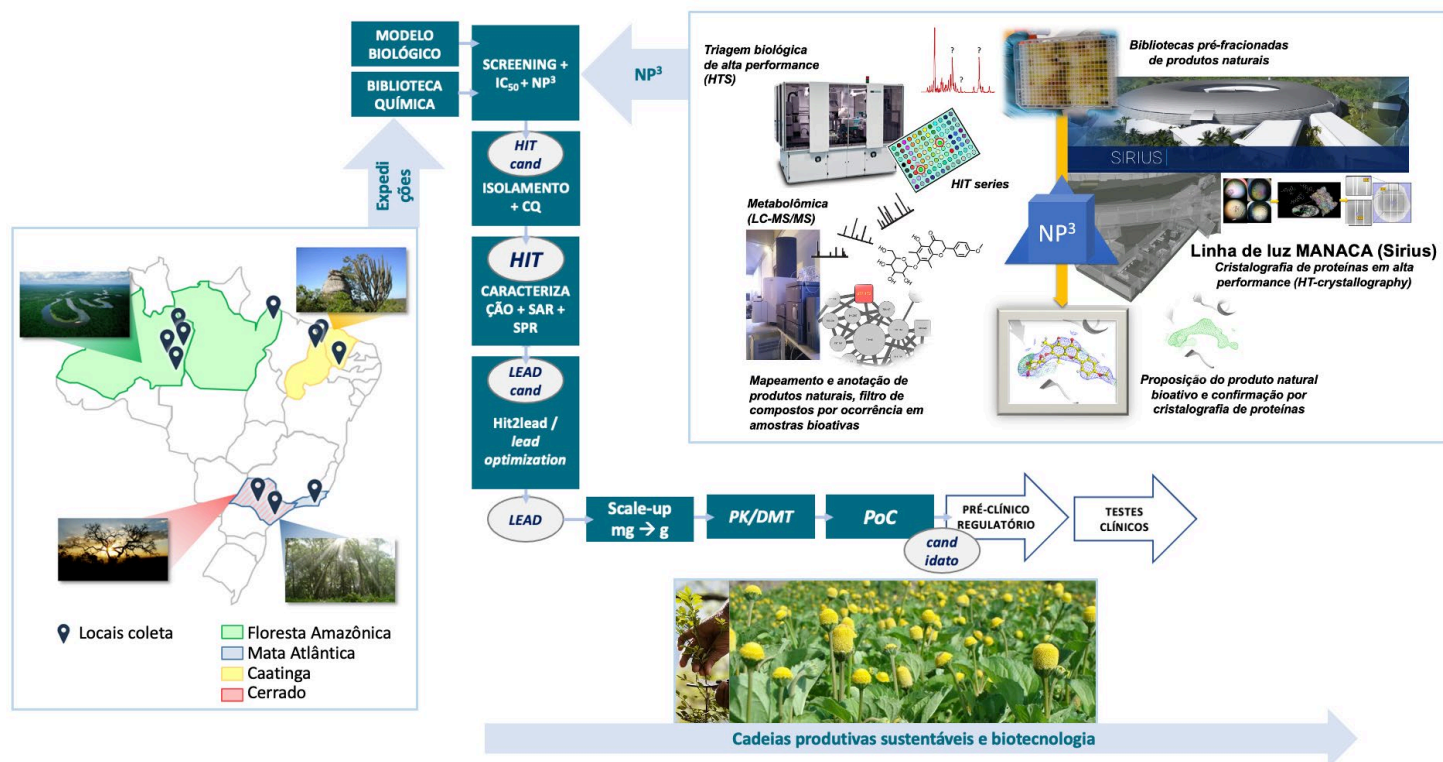 MODELO
BIOLÓGICO
BIBLIOTECA
QUÍMICA
SCREENING +
IC50 + NP³
NP³
Expedi
ções
HIT
cand
ISOLAMENTO
+ CQ
HIT
CARACTERIZA
ÇÃO + SAR +
SPR
LEAD
cand
Hit2lead /
lead
optimization
LEAD
Scale-up
mg → g
PK/DMT
PoC
cand
idato
PRÉ-CLÍNICO
REGULATÓRIO
TESTES
CLÍNICOS
Triagem biológica
de alta performance
(HTS)
? ?
?
Bibliotecas pré-fracionadas
de produtos naturais
SIRIUS
HIT series
Metabolômica
(LC-MS/MS)
NP³
Linha de luz MANACA (Sirius)
Cristalografia de proteínas em alta
performance (HT-crystallography)
Mapeamento e anotação de
produtos naturais, filtro de
compostos por ocorrência em
amostras bioativas
Proposição do produto natural
bioativo e confirmação por
cristalografia de proteínas
Locais coleta
Floresta Amazônica
Mata Atlântica
Caatinga
Cerrado
Cadeias produtivas sustentáveis e biotecnologia